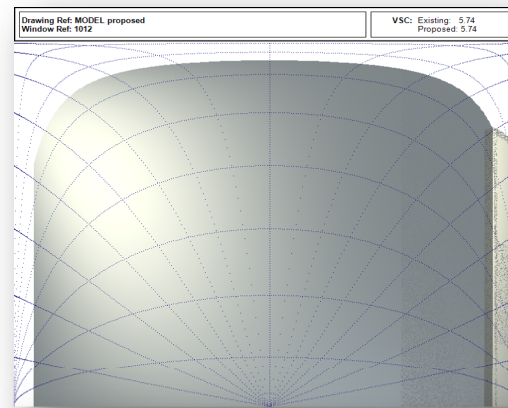 Drawing Ref: MODEL proposed
Window Ref: 1012
VSC: Existing: 5.74
Proposed: 5.74